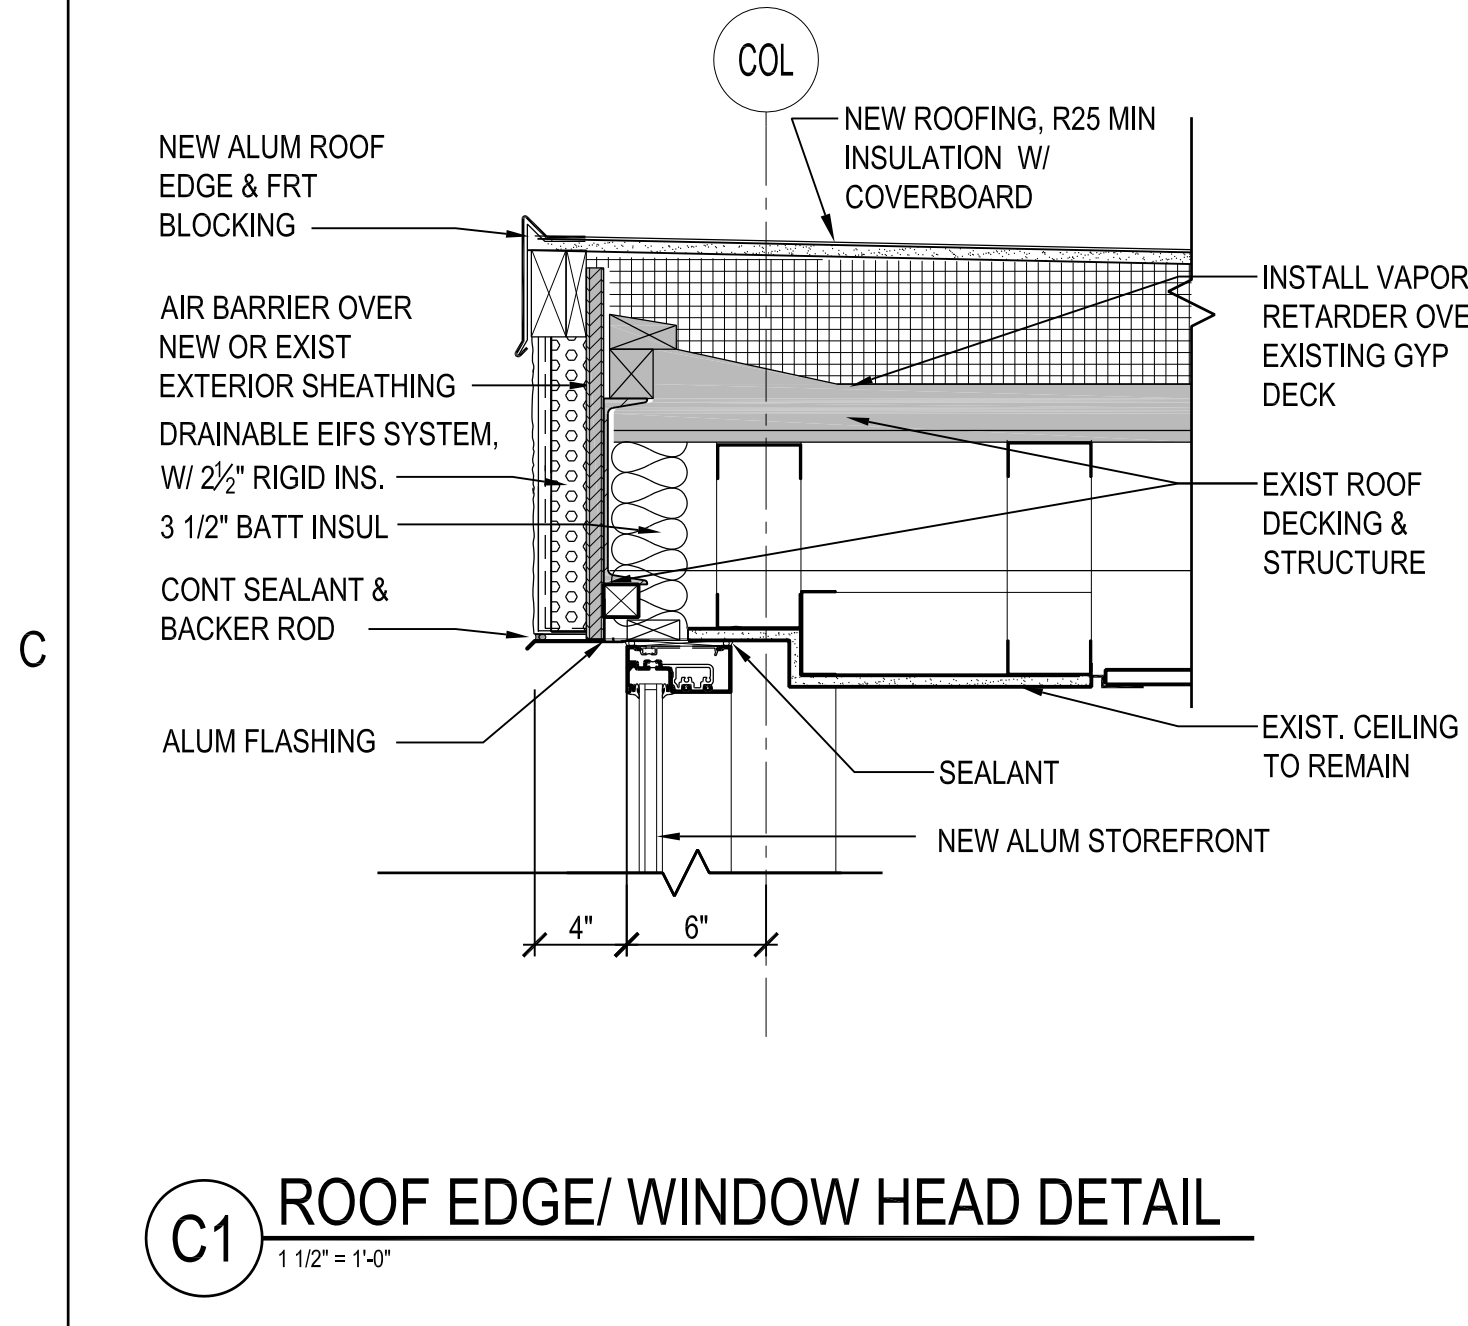 COL
NEW ALUM ROOF
EDGE & FRT
BLOCKING
NEW ROOFING, R25 MIN
INSULATION W/
COVERBOARD
AIR BARRIER OVER
NEW OR EXIST
EXTERIOR SHEATHING
INSTALL VAPOR
RETARDER OVE
EXISTING GYP
DECK
DRAINABLE EIFS SYSTEM,
W/ 2½" RIGID INS.
3 1/2" BATT INSUL
EXIST ROOF
DECKING &
STRUCTURE
CONT SEALANT &
BACKER ROD
C
ALUM FLASHING
EXIST. CEILING
TO REMAIN
SEALANT
NEW ALUM STOREFRONT
4" 6"
C1 ROOF EDGE/ WINDOW HEAD DETAIL
1 1/2" = 1'-0"